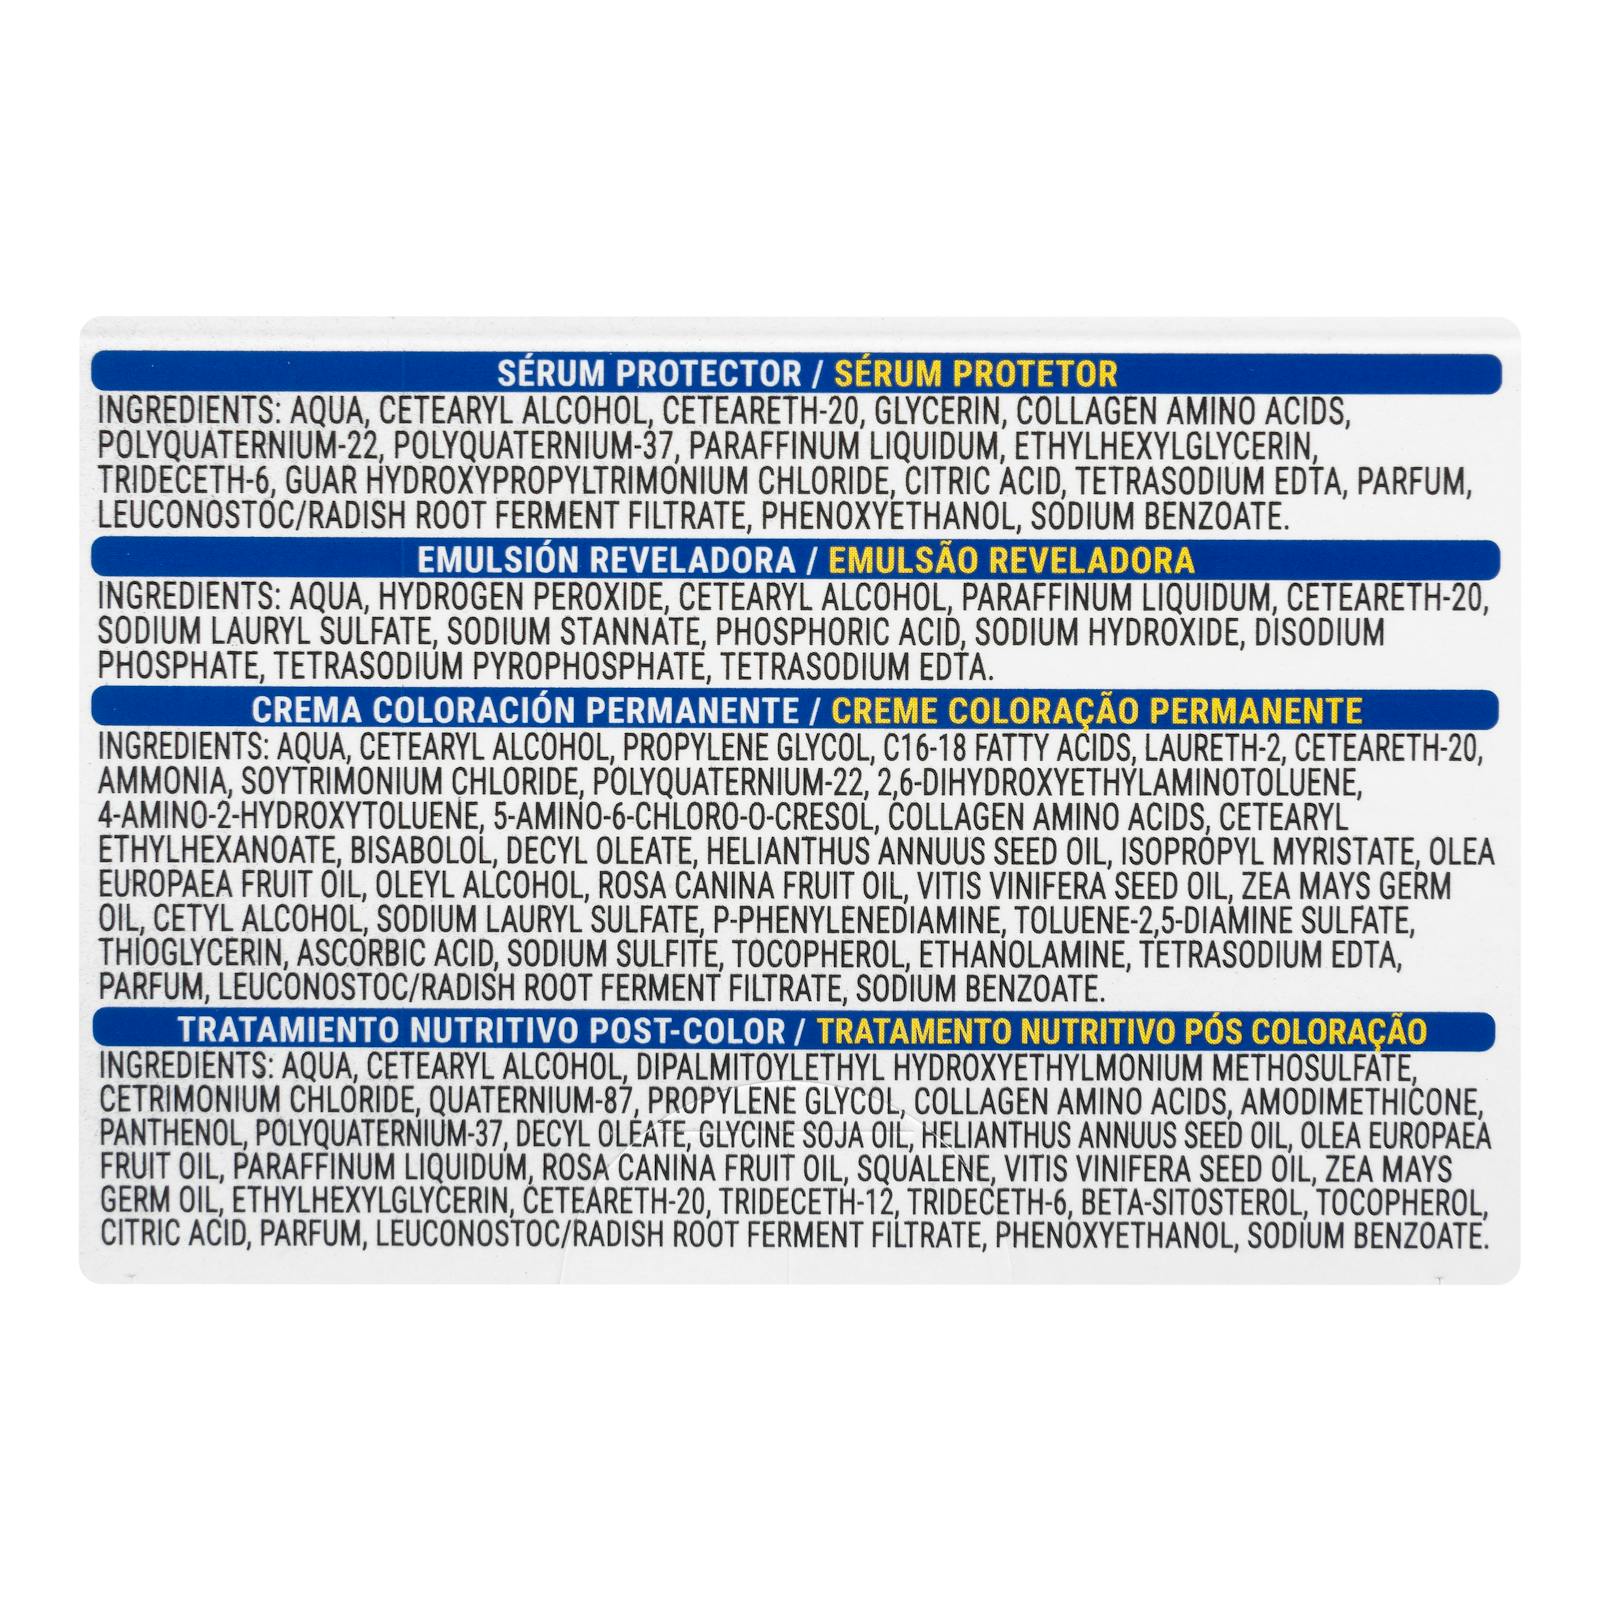 SÉRUM PROTECTOR / SÉRUM PROTETOR
INGREDIENTS: AQUA, CETEARYL ALCOHOL, CETEARETH-20, GLYCERIN, COLLAGEN AMINO ACIDS,
POLYQUATERNIUM-22, POLYQUATERNIUM-37, PARAFFINUM LIQUIDUM, ETHYLHEXYLGLYCERIN,
TRIDECETH-6, GUAR HYDROXYPROPYLTRIMONIUM CHLORIDE, CITRIC ACID, TETRASODIUM EDTA, PARFUM,
LEUCONOSTOC/RADISH ROOT FERMENT FILTRATE, PHENOXYETHANOL, SODIUM BENZOATE.
EMULSIÓN REVELADORA / EMULSÃO REVELADORA
INGREDIENTS: AQUA, HYDROGEN PEROXIDE, CETEARYL ALCOHOL, PARAFFINUM LIQUIDUM, CETEARETH-20,
SODIUM LAURYL SULFATE, SODIUM STANNATE, PHOSPHORIC ACID, SODIUM HYDROXIDE, DISODIUM
PHOSPHATE, TETRASODIUM PYROPHOSPHATE, TETRASODIUM EDTA.
CREMA COLORACIÓN PERMANENTE / CREME COLORAÇÃO PERMANENTE
INGREDIENTS: AQUA, CETEARYL ALCOHOL, PROPYLENE GLYCOL, C16-18 FATTY ACIDS, LAURETH-2, CETEARETH-20,
AMMONIA, SOYTRIMONIUM CHLORIDE, POLYQUATERNIUM-22, 2,6-DIHYDROXYETHYLAMINOTOLUENE,
4-AMINO-2-HYDROXYTOLUENE, 5-AMINO-6-CHLORO-O-CRESOL, COLLAGEN AMINO ACIDS, CETEARYL
ETHYLHEXANOATE, BISABOLOL, DECYL OLEATE, HELIANTHUS ANNUUS SEED OIL, ISOPROPYL MYRISTATE, OLEA
EUROPAEA FRUIT OIL, OLEYL ALCOHOL, ROSA CANINA FRUIT OIL, VITIS VINIFERA SEED OIL, ZEA MAYS GERM
OIL, CETYL ALCOHOL, SODIUM LAURYL SULFATE, P-PHENYLENEDIAMINE, TOLUENE-2,5-DIAMINE SULFATE,
THIOGLYCERIN, ASCORBIC ACID, SODIUM SULFITE, TOCOPHEROL, ETHANOLAMINE, TETRASODIUM EDTA,
PARFUM, LEUCONOSTOC/RADISH ROOT FERMENT FILTRATE, SODIUM BENZOATE.
TRATAMIENTO NUTRITIVO POST-COLOR / TRATAMENTO NUTRITIVO PÓS COLORAÇÃO
INGREDIENTS: AQUA, CETEARYL ALCOHOL, DIPALMITOYLETHYL HYDROXYETHYLMONIUM METHOSULFATE,
CETRIMONIUM CHLORIDE, QUATERNIUM-87, PROPYLENE GLYCOL, COLLAGEN AMINO ACIDS, AMODIMETHICONE,
PANTHENOL, POLYQUATERNIUM-37, DECYL OLEATE, GLYCINE SOJA OIL, HELIANTHUS ANNUUS SEED OIL, OLEA EUROPAEA
FRUIT OIL, PARAFFINUM LIQUIDUM, ROSA CANINA FRUIT OIL, SQUALENE, VITIS VINIFERA SEED OIL, ZEA MAYS
GERM OIL, ETHYLHEXYLGLYCERIN, CETEARETH-20, TRIDECETH-12, TRIDECETH-6, BETA-SITOSTEROL, TOCOPHEROL,
CITRIC ACID, PARFUM, LEUCONOSTOC/RADISH ROOT FERMENT FILTRATE, PHENOXYETHANOL, SODIUM BENZOATE.